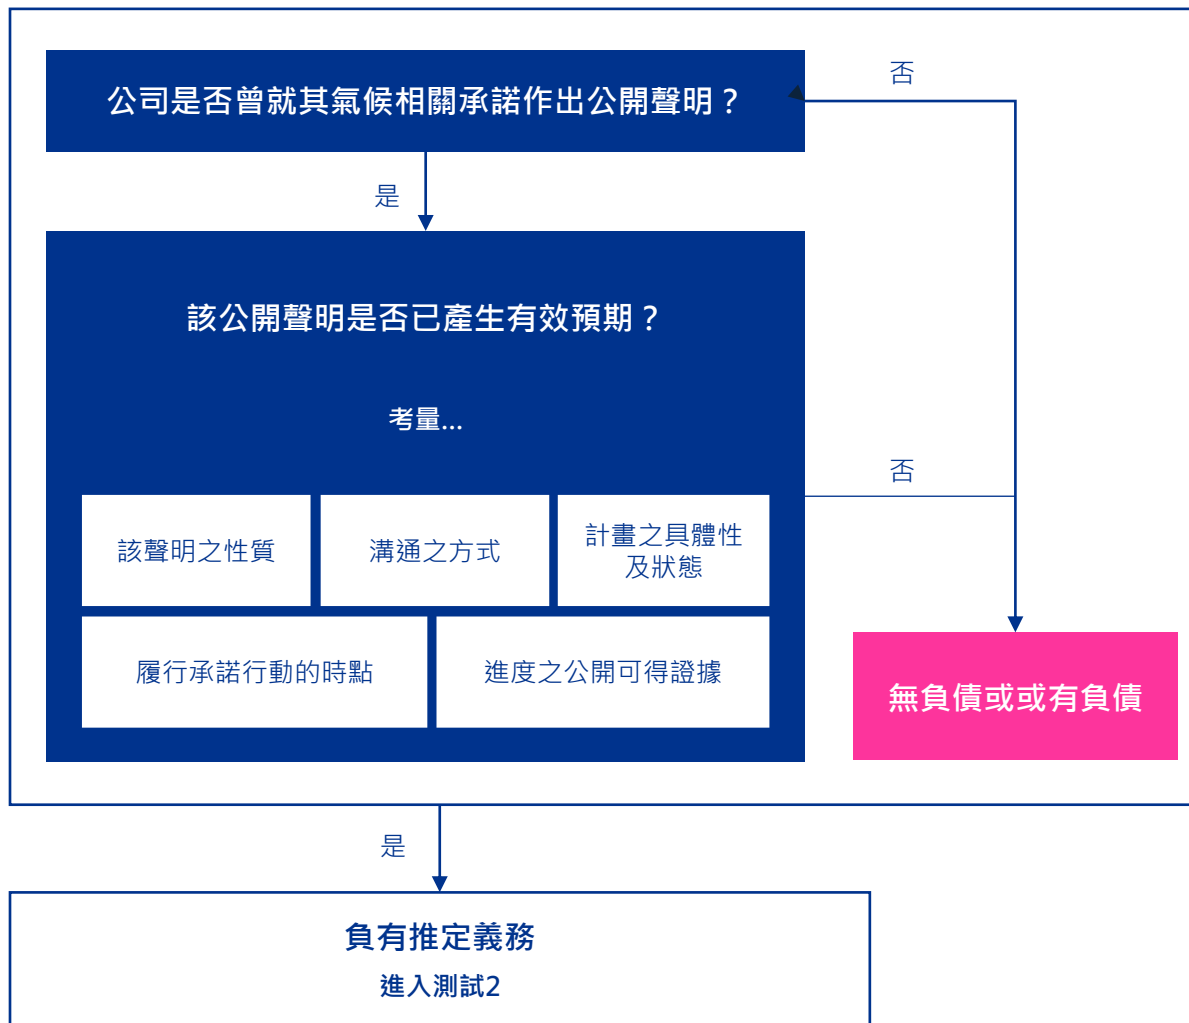 公司是否曾就其氣候相關承諾作出公開聲明？
否
是
該公開聲明是否已產生有效預期？
考量...
否
該聲明之性質
溝通之方式
計畫之具體性
及狀態
履行承諾行動的時點
進度之公開可得證據
無負債或或有負債
是
負有推定義務
進入測試2